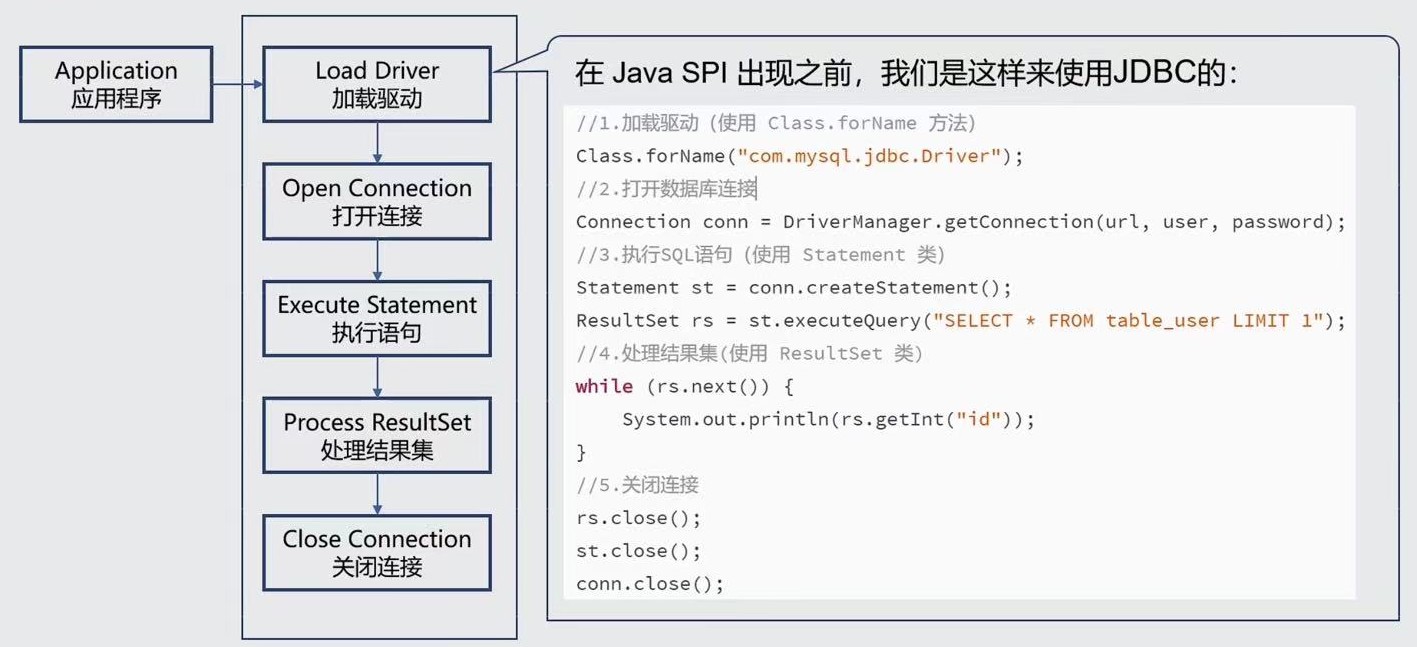 Application
应用程序
Load Driver
加载驱动
Open Connection
打开连接
Execute Statement
执行语句
Process ResultSet
处理结果集
Close Connection
关闭连接
在 Java SPI 出现之前，我们是这样来使用JDBC的：
//1.加载驱动（使用 Class.forName 方法）
Class.forName("com.mysql.jdbc.Driver");
//2.打开数据库连接
Connection conn = DriverManager.getConnection(url, user, password);
//3.执行SQL语句（使用 Statement 类）
Statement st = conn.createStatement();
ResultSet rs = st.executeQuery("SELECT * FROM table_user LIMIT 1");
//4.处理结果集(使用 ResultSet 类）
while (rs.next()) {
    System.out.println(rs.getInt("id"));
}
//5.关闭连接
rs.close();
st.close();
conn.close();